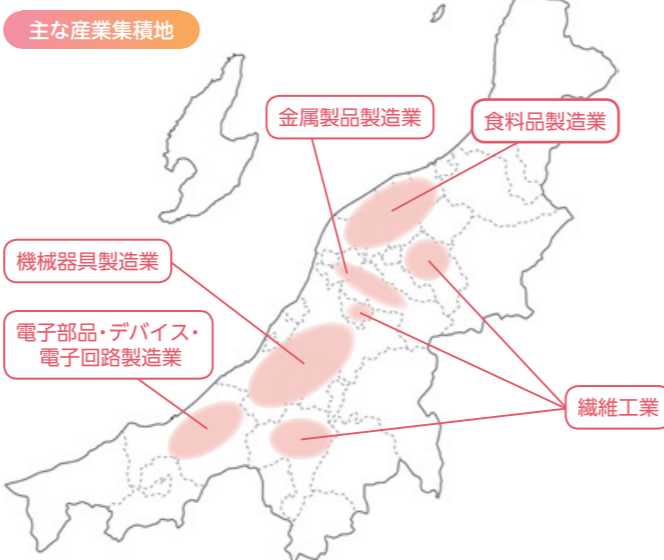 主な産業集積地
金属製品製造業
食料品製造業
機械器具製造業
電子部品・デバイス・
電子回路製造業
繊維工業